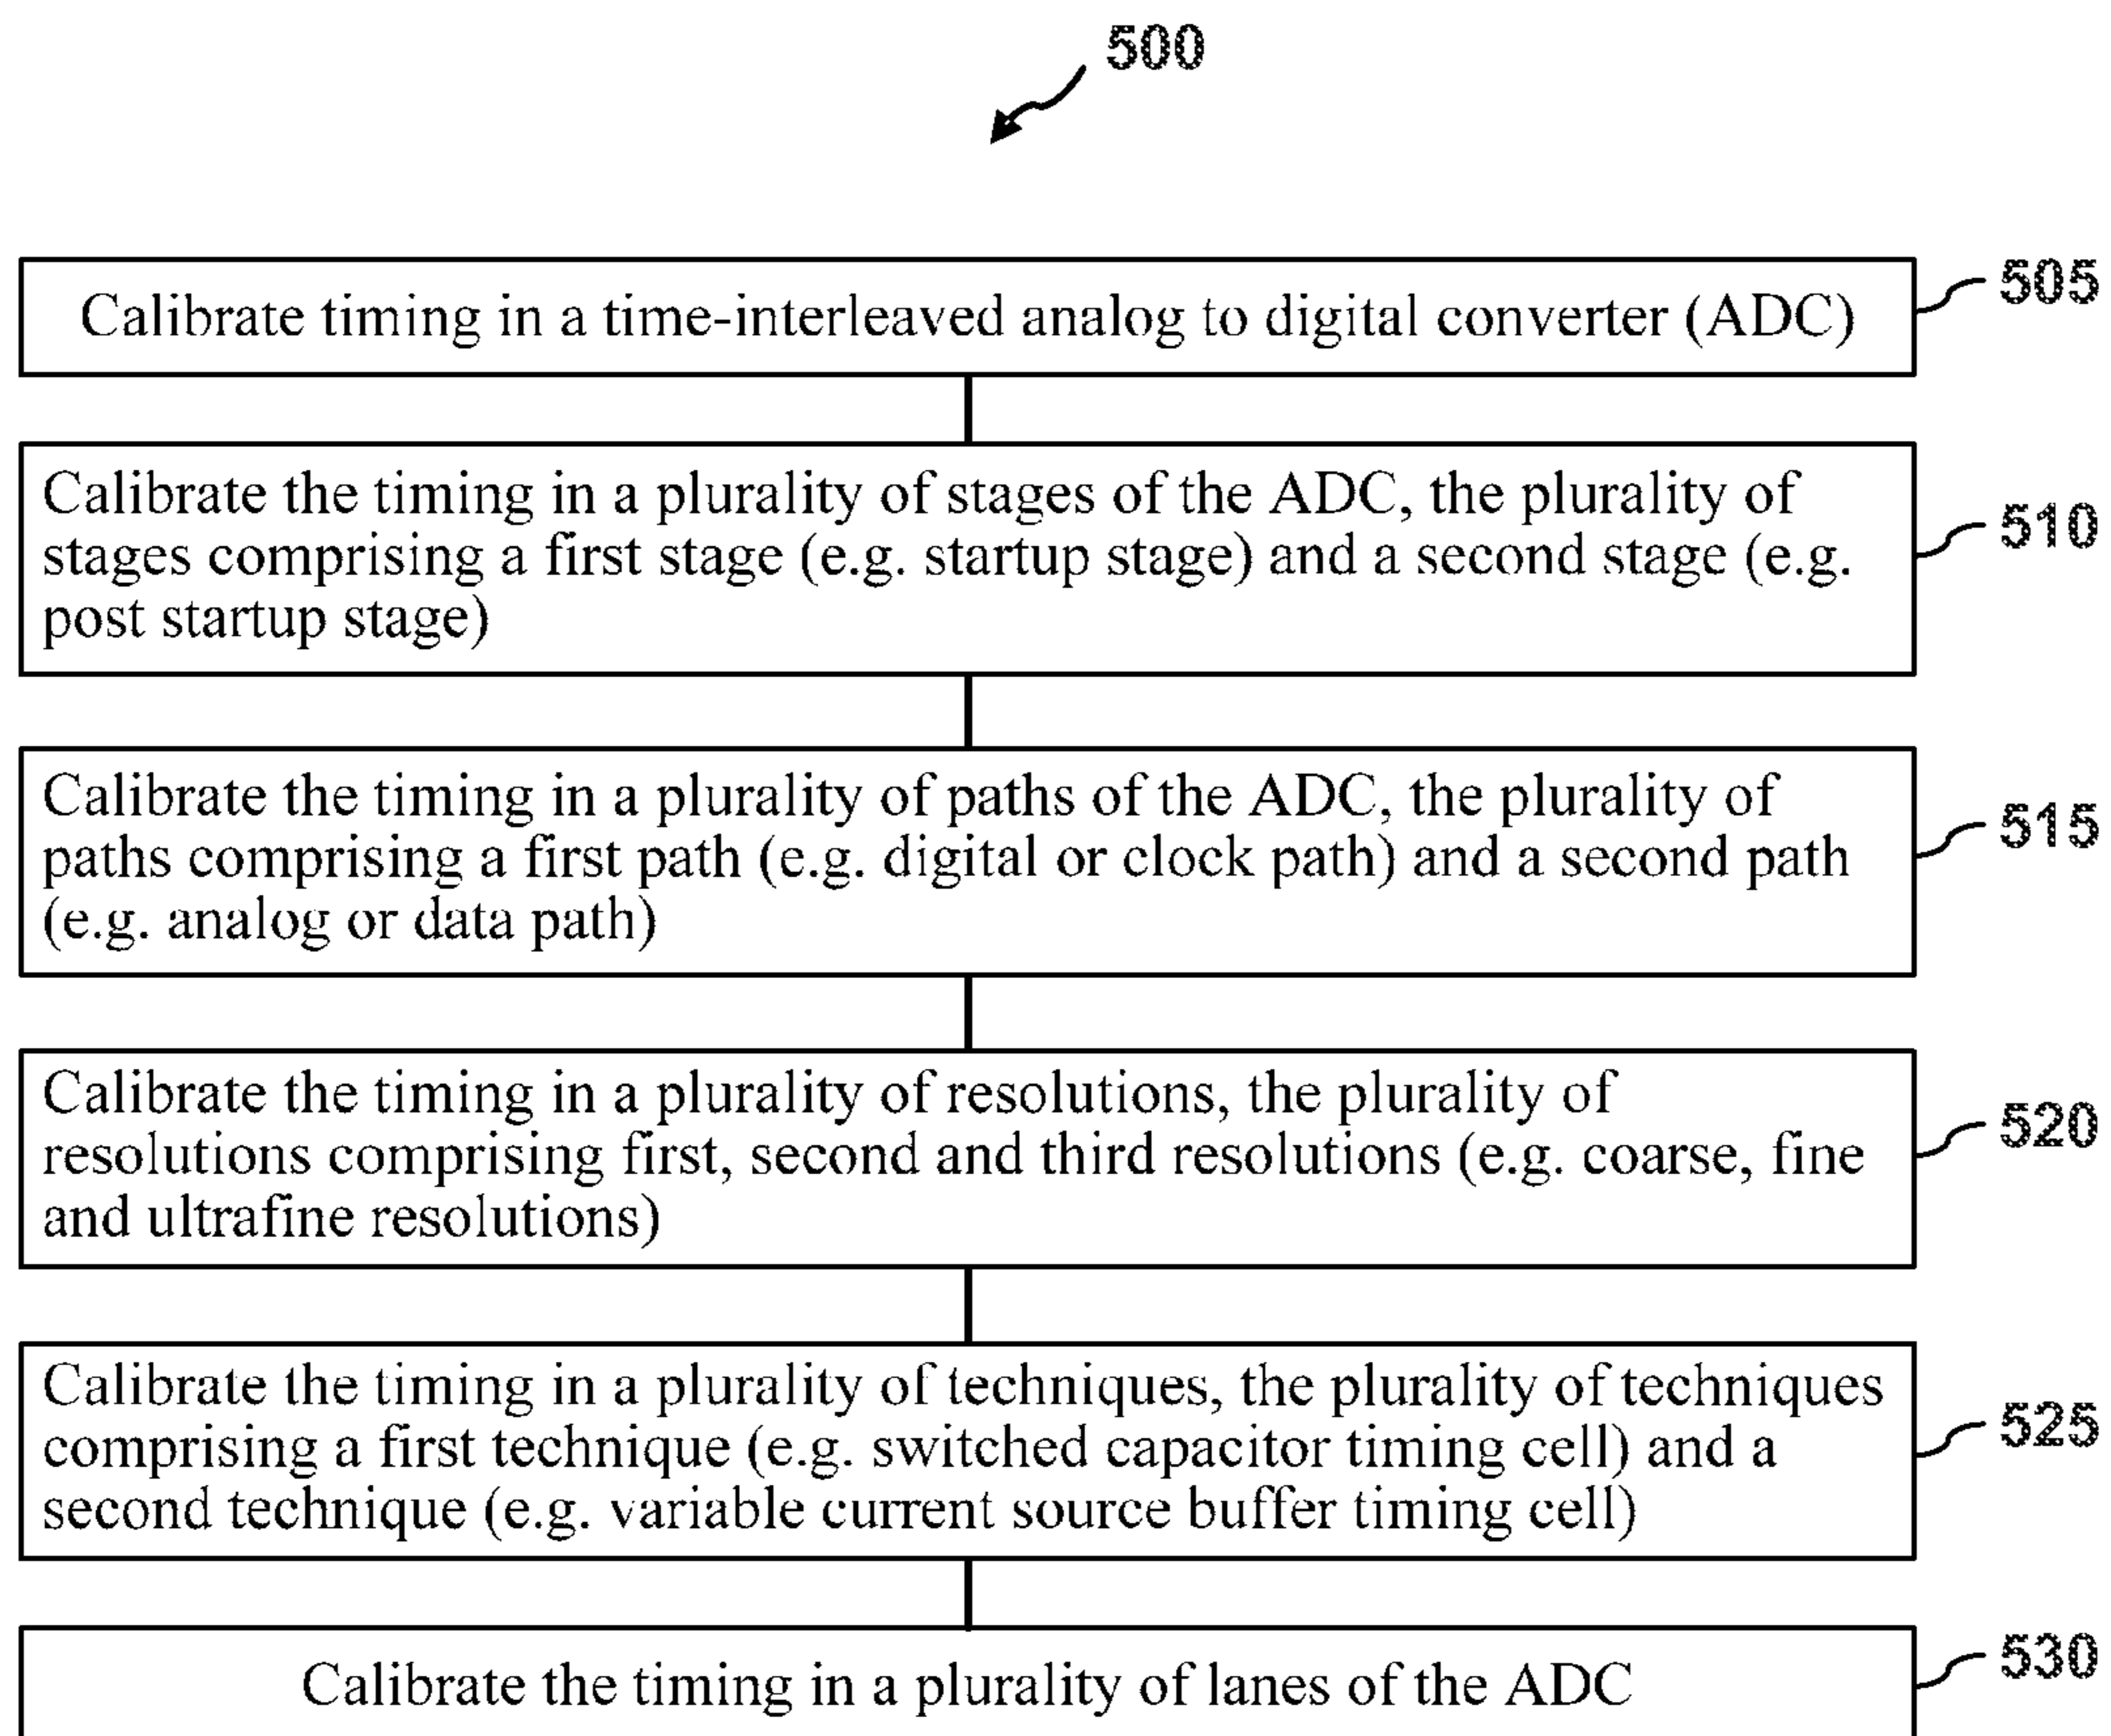 500
Calibrate timing in a time-interleaved analog to digital converter (ADC)
505
Calibrate the timing in a plurality of stages of the ADC, the plurality of
stages comprising a first stage (e.g. startup stage) and a second stage (e.g.
post startup stage)
510
Calibrate the timing in a plurality of paths of the ADC, the plurality of
paths comprising a first path (e.g. digital or clock path) and a second path
(e.g. analog or data path)
515
Calibrate the timing in a plurality of resolutions, the plurality of
resolutions comprising first, second and third resolutions (e.g. coarse, fine
and ultrafine resolutions)
520
Calibrate the timing in a plurality of techniques, the plurality of techniques
comprising a first technique (e.g. switched capacitor timing cell) and a
second technique (e.g. variable current source buffer timing cell)
525
Calibrate the timing in a plurality of lanes of the ADC
530